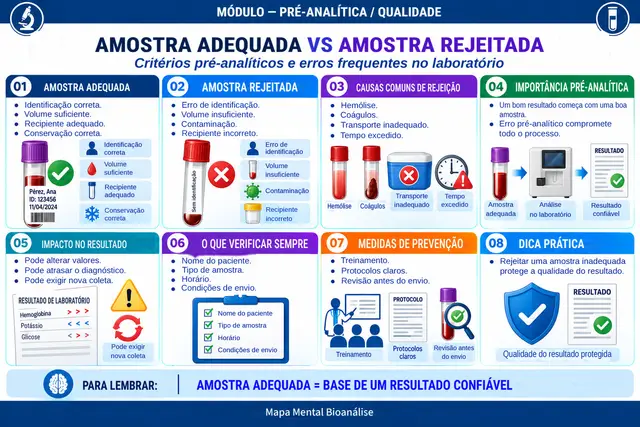 MÓDULO — PRÉ-ANALÍTICA / QUALIDADE
AMOSTRA ADEQUADA VS AMOSTRA REJEITADA
Critérios pré-analíticos e erros frequentes no laboratório
01 AMOSTRA ADEQUADA
• Identificação correta.
• Volume suficiente.
• Recipiente adequado.
• Conservação correta.
Pérez, Ana
ID: 123456
11/04/2024
Identificação
correta
Volume
suficiente
Recipiente
adequado
Conservação
correta
02 AMOSTRA REJEITADA
• Erro de identificação.
• Volume insuficiente.
• Contaminação.
• Recipiente incorreto.
Sem identificação
Erro de
identificação
Volume
insuficiente
Contaminação
Recipiente
incorreto
03 CAUSAS COMUNS DE REJEIÇÃO
• Hemólise.
• Coágulos.
• Transporte inadequado.
• Tempo excedido.
Hemólise
Coágulos
Transporte
inadequado
Tempo
excedido
04 IMPORTÂNCIA PRÉ-ANALÍTICA
• Um bom resultado começa com uma boa
amostra.
• Erro pré-analítico compromete
todo o processo.
RESULTADO
Amostra
adequada
Análise
no laboratório
Resultado
confiável
05 IMPACTO NO RESULTADO
• Pode alterar valores.
• Pode atrasar o diagnóstico.
• Pode exigir nova coleta.
RESULTADO DE LABORATÓRIO
Hemoglobina > > >
Potássio < < <
Glicose > > >
Pode exigir
nova coleta
06 O QUE VERIFICAR SEMPRE
• Nome do paciente.
• Tipo de amostra.
• Horário.
• Condições de envio.
Nome do paciente
Tipo de amostra
Horário
Condições de envio
07 MEDIDAS DE PREVENÇÃO
• Treinamento.
• Protocolos claros.
• Revisão antes do envio.
PROTOCOLO
Treinamento
Protocolos
claros
Revisão antes
do envio
08 DICA PRÁTICA
• Rejeitar uma amostra inadequada
protege a qualidade do resultado.
RESULTADO
Qualidade do resultado protegida
PARA LEMBRAR:
AMOSTRA ADEQUADA = BASE DE UM RESULTADO CONFIÁVEL
Mapa Mental Bioanálise